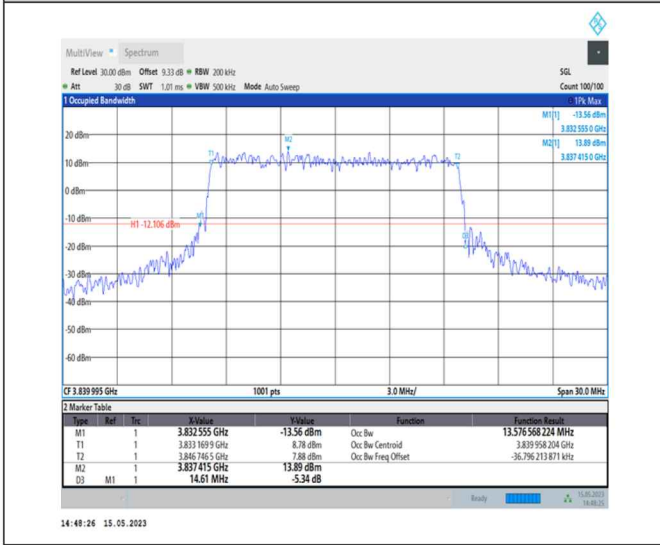 MultiView Spectrum
Ref Level 30.00 dBm Offset 9.33 dB RBW 200 kHz SGL
Att 30 dB SWT 1.01 ms VBW 500 kHz Mode Auto Sweep Count 100/100
1 Occupied Bandwidth 1Pk Max
M1[1] -13.56 dBm
3.832 555 0 GHz
M2[1] 13.89 dBm
3.837 415 0 GHz
20 dBm
M2
T1
T2
10 dBm
0 dBm
-10 dBm
M1
H1 -12.106 dBm
D3
-20 dBm
-30 dBm
-40 dBm
-50 dBm
-60 dBm
CF 3.839 995 GHz 1001 pts 3.0 MHz/ Span 30.0 MHz
2 Marker Table
Type Ref Trc X-Value Y-Value Function Function Result
M1 1 3.832 555 GHz -13.56 dBm Occ Bw 13.576 568 224 MHz
T1 1 3.833 169 9 GHz 8.78 dBm Occ Bw Centroid 3.839 958 204 GHz
T2 1 3.846 746 5 GHz 7.88 dBm Occ Bw Freq Offset -36.796 213 871 kHz
M2 1 3.837 415 GHz 13.89 dBm
D3 M1 1 14.61 MHz -5.34 dB
Ready 15.05.2023
14:48:25
14:48:26 15.05.2023